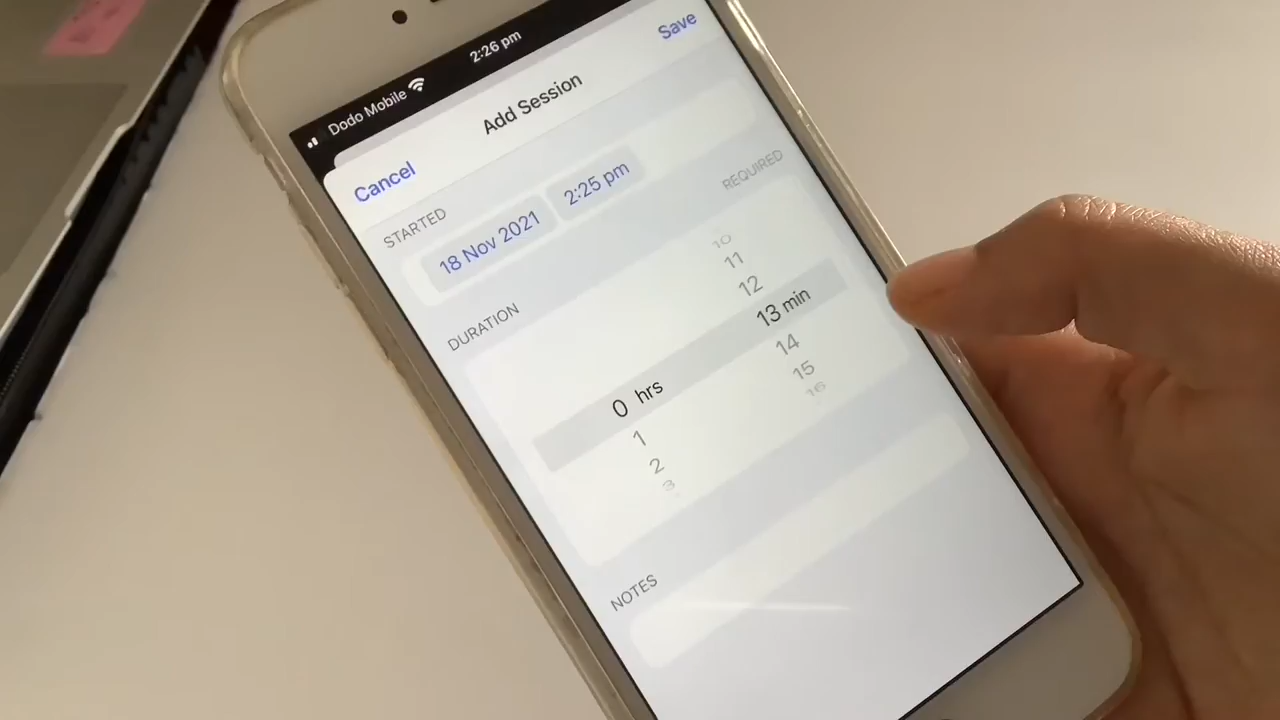 Dodo Mobile 2:26 pm
Cancel Add Session Save
STARTED
18 Nov 2021 2:25 pm
DURATION REQUIRED
10
11
12
0 hrs 13 min
1 14
2 15
3 16
NOTES